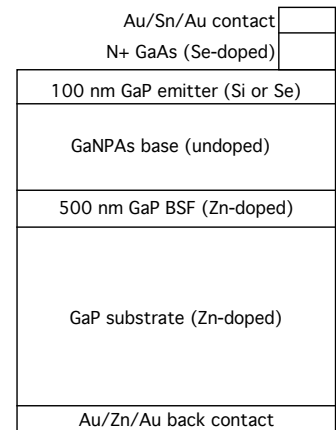 Au/Sn/Au contact
N+ GaAs (Se-doped)
100 nm GaP emitter (Si or Se)
GaNPAs base (undoped)
500 nm GaP BSF (Zn-doped)
GaP substrate (Zn-doped)
Au/Zn/Au back contact